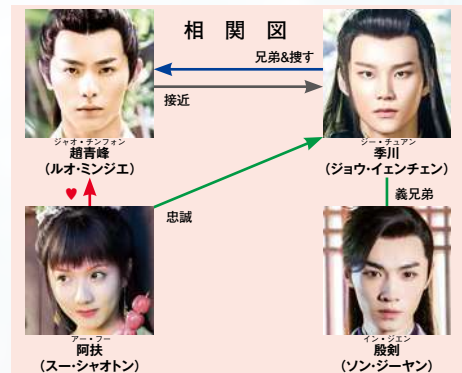 相関図
兄弟&捜す
接近
ジャオ・チンフォン
趙青峰
(ルオ・ミンジエ)
ジー・チュアン
季川
(ジョウ・イェンチェン)
♥
忠誠
義兄弟
アー・フー
阿扶
(スー・シャオトン)
イン・ジエン
殷剣
(ソン・ジーヤン)